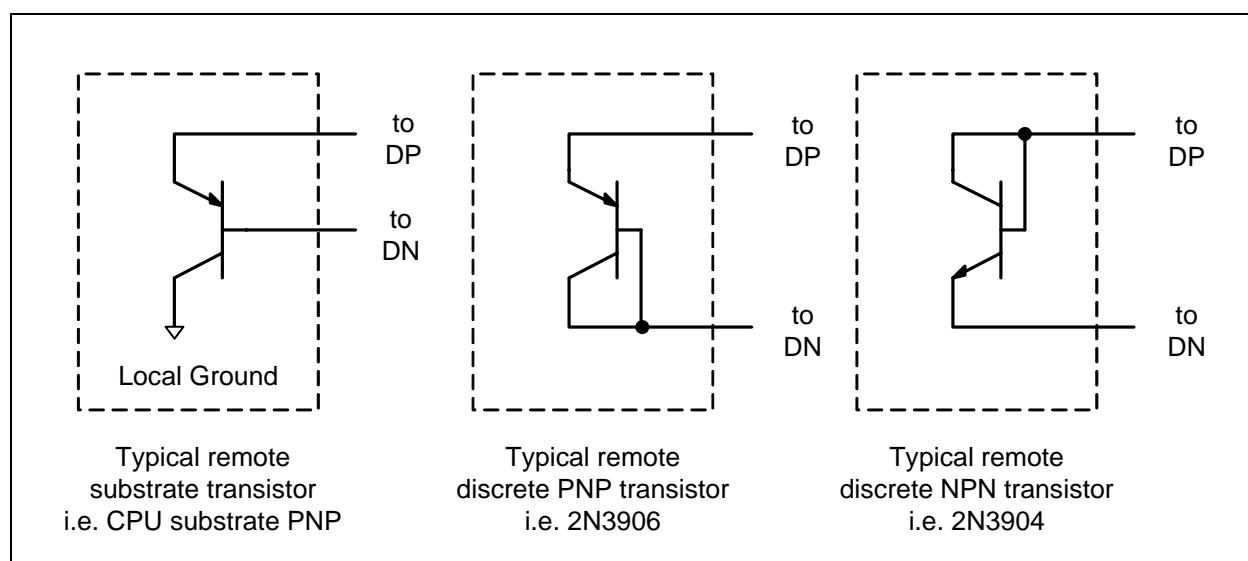 to
DP
to
DN
Local Ground
Typical remote
substrate transistor
i.e. CPU substrate PNP
to
DP
to
DN
Typical remote
discrete PNP transistor
i.e. 2N3906
to
DP
to
DN
Typical remote
discrete NPN transistor
i.e. 2N3904